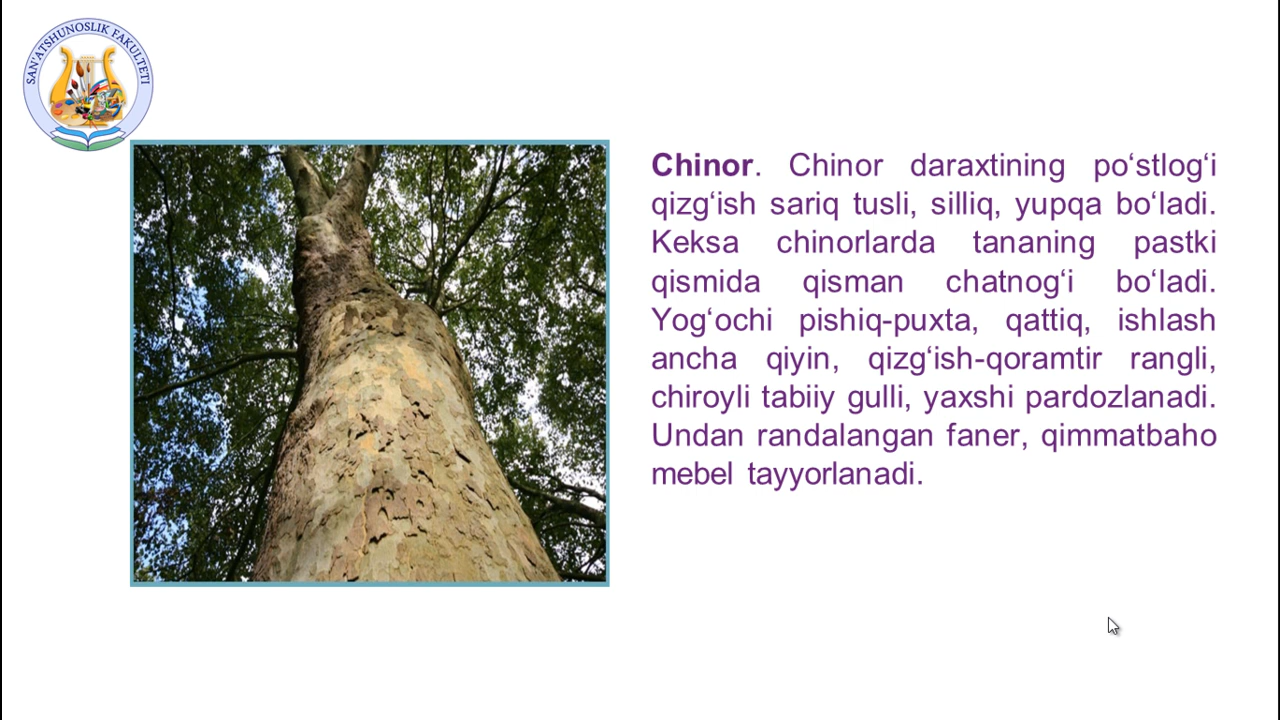 SAN'ATSHUNOSLIK FAKULTETI
Chinor. Chinor daraxtining po‘stlog‘i
qizg‘ish sariq tusli, silliq, yupqa bo‘ladi.
Keksa chinorlarda tananing pastki
qismida qisman chatnog‘i bo‘ladi.
Yog‘ochi pishiq-puxta, qattiq, ishlash
ancha qiyin, qizg‘ish-qoramtir rangli,
chiroyli tabiiy gulli, yaxshi pardozlanadi.
Undan randalangan faner, qimmatbaho
mebel tayyorlanadi.